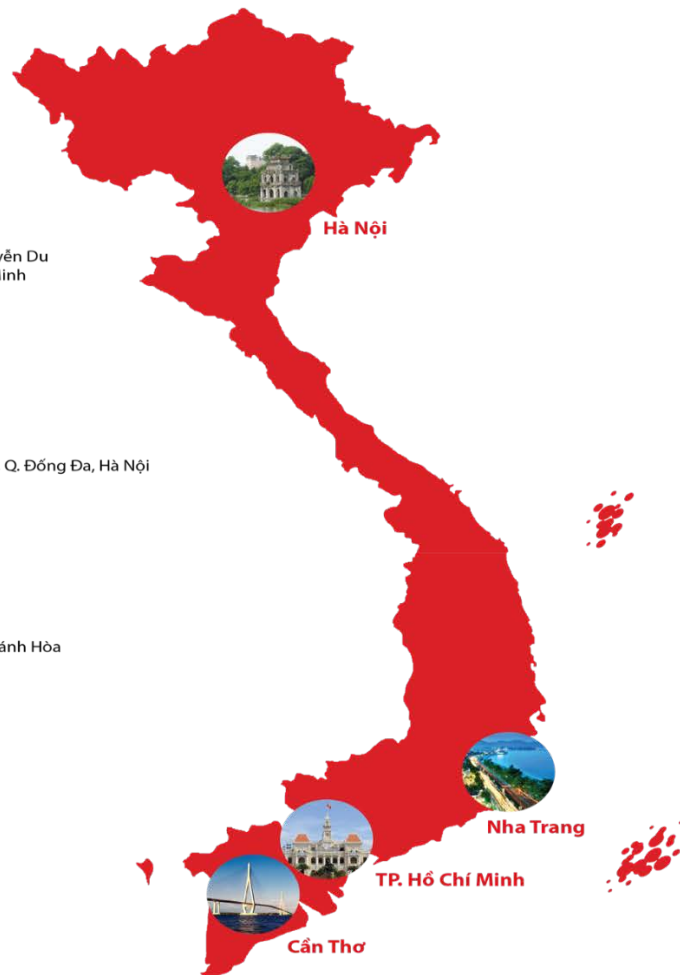 Hà Nội
yễn Du
inh
Q. Đống Đa, Hà Nội
ánh Hòa
Nha Trang
TP. Hồ Chí Minh
Cần Thơ